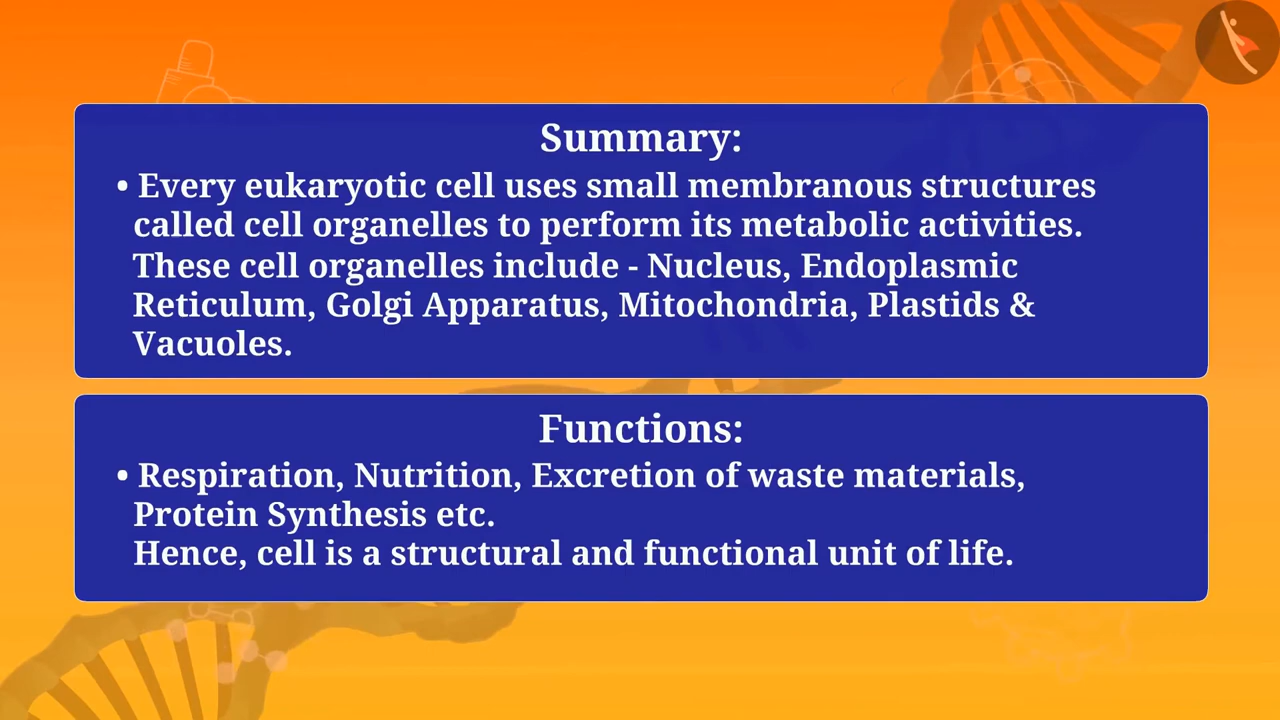 Summary:
• Every eukaryotic cell uses small membranous structures
called cell organelles to perform its metabolic activities.
These cell organelles include - Nucleus, Endoplasmic
Reticulum, Golgi Apparatus, Mitochondria, Plastids &
Vacuoles.
Functions:
• Respiration, Nutrition, Excretion of waste materials,
Protein Synthesis etc.
Hence, cell is a structural and functional unit of life.